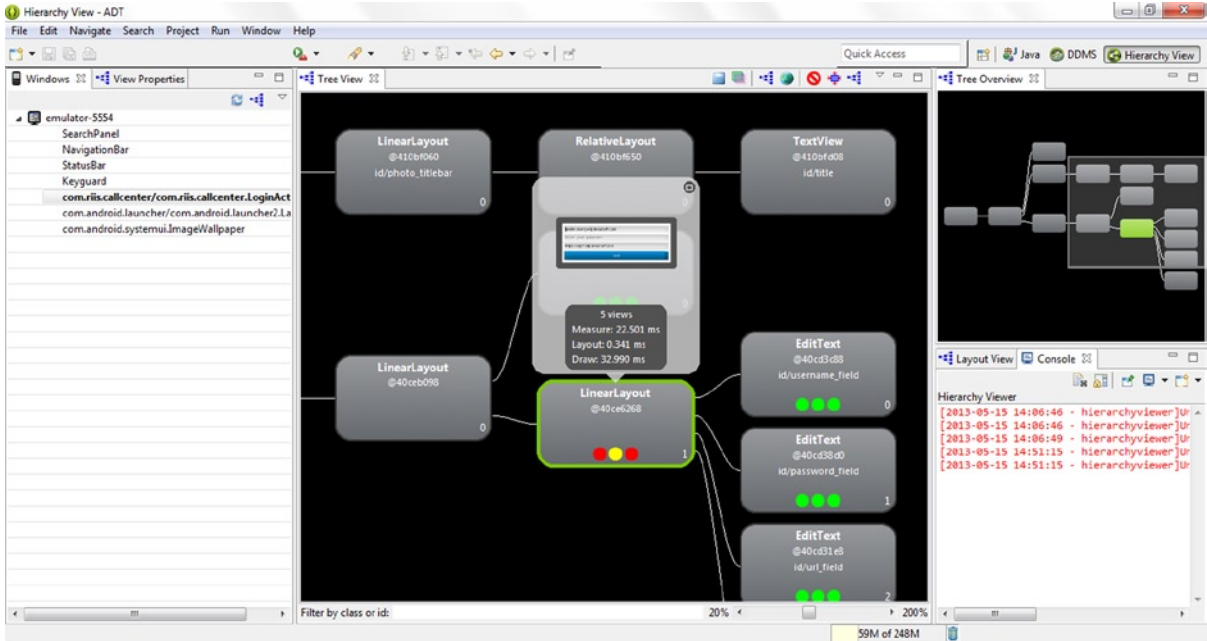 Hierarchy View - ADT
File Edit Navigate Search Project Run Window Help
Quick Access
Java
DDMS
Hierarchy View
Windows
View Properties
emulator-5554
SearchPanel
NavigationBar
StatusBar
Keyguard
com.riis.callcenter/com.riis.callcenter.LoginAct
com.android.launcher/com.android.launcher2.La
com.android.systemui.ImageWallpaper
Tree View
LinearLayout
@410bf060
id/photo_titlebar
0
RelativeLayout
@410bf650
0
TextView
@410bfd08
id/title
0
0
5 views
Measure: 22.501 ms
Layout: 0.341 ms
Draw: 32.990 ms
LinearLayout
@40ceb098
0
LinearLayout
@40ce6268
1
EditText
@40cd3c88
id/username_field
0
EditText
@40cd38d0
id/password_field
1
EditText
@40cd31e8
id/url_field
2
Filter by class or id:
20%
200%
Tree Overview
Layout View
Console
Hierarchy Viewer
[2013-05-15 14:06:46 - hierarchyviewer]Ur
[2013-05-15 14:06:46 - hierarchyviewer]Ur
[2013-05-15 14:06:49 - hierarchyviewer]Ur
[2013-05-15 14:51:15 - hierarchyviewer]Ur
[2013-05-15 14:51:15 - hierarchyviewer]Ur
59M of 248M